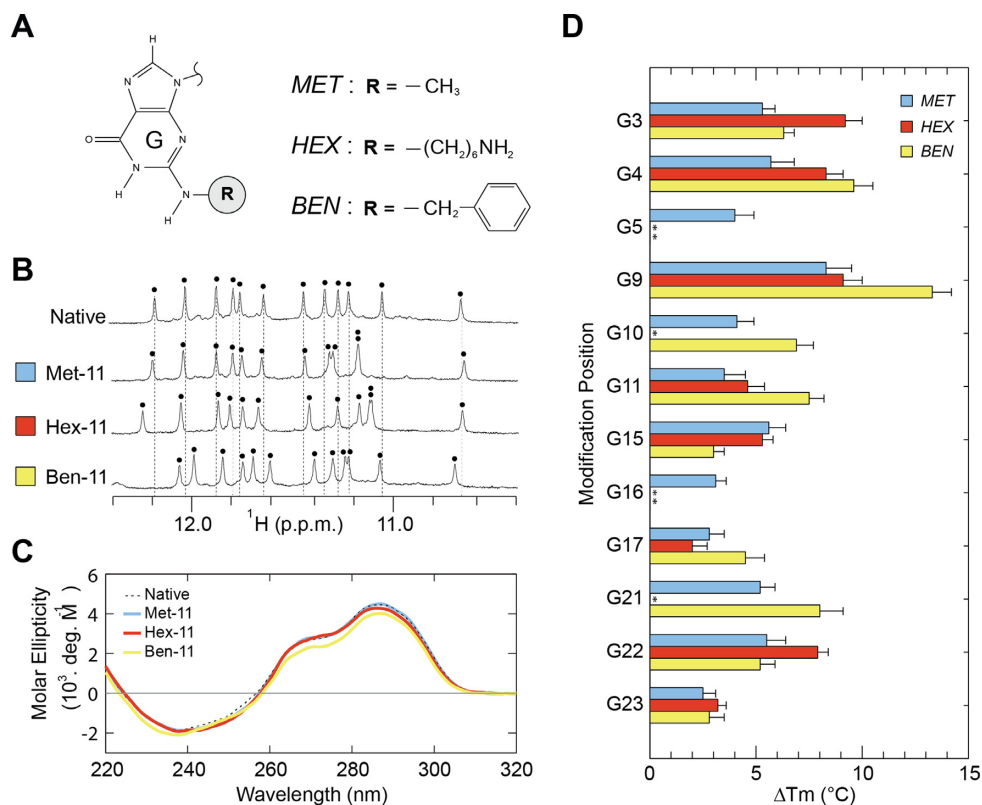 A
H
N
N
O
G
N
N
H
N
R
H
MET : R = —CH3
HEX : R = —(CH2)6NH2
BEN : R = —CH2
B
Native
Met-11
Hex-11
Ben-11
12.0
1H (p.p.m.)
11.0
C
Molar Ellipticity
(10³. deg. M⁻¹)
6
4
2
0
-2
Native
Met-11
Hex-11
Ben-11
220 240 260 280 300 320
Wavelength (nm)
D
Modification Position
MET
HEX
BEN
G3
G4
G5
**
G9
G10
*
G11
G15
G16
**
G17
G21
*
G22
G23
0 5 10 15
ΔTm (°C)